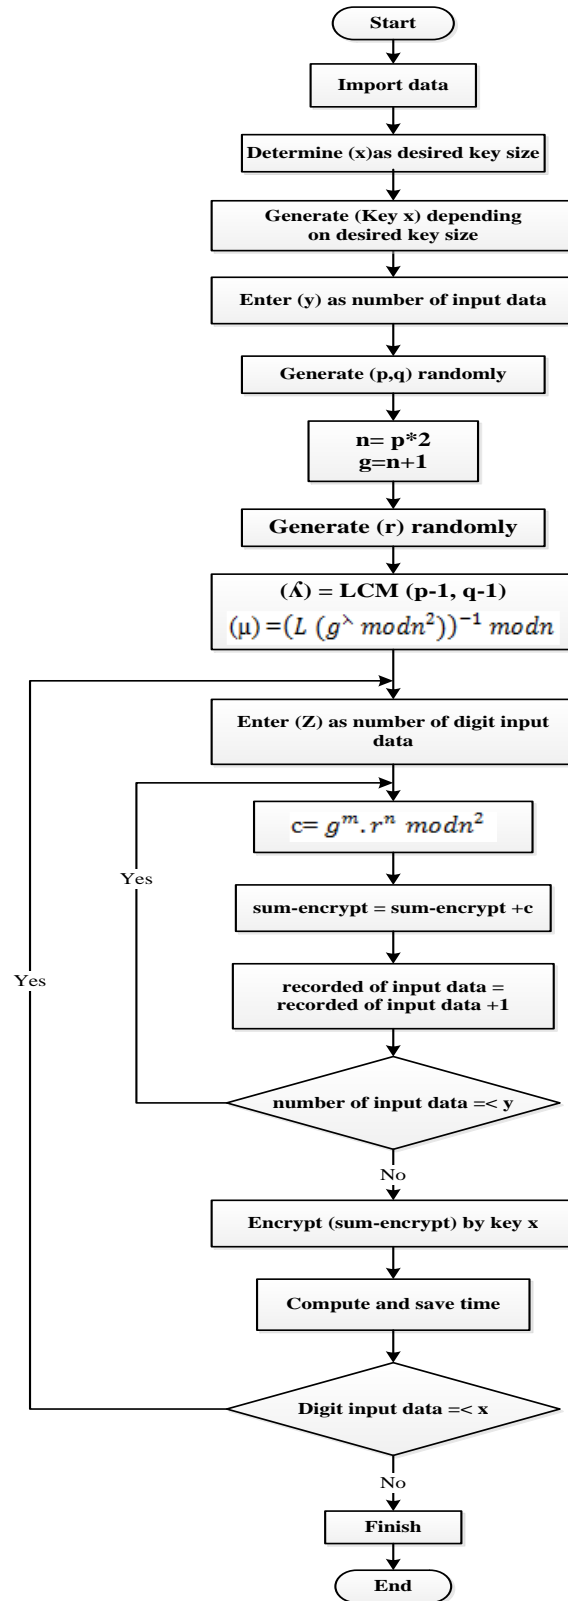 Start
Import data
Determine (x)as desired key size
Generate (Key x) depending
on desired key size
Enter (y) as number of input data
Generate (p,q) randomly
n= p*2
g=n+1
Generate (r) randomly
(Ʌ́) = LCM (p-1, q-1)
(µ) =(L (g^λ modn²))⁻¹ modn
Enter (Z) as number of digit input
data
c= g^m. r^n modn²
Yes
sum-encrypt = sum-encrypt +c
Yes
recorded of input data =
recorded of input data +1
number of input data =< y
No
Encrypt (sum-encrypt) by key x
Compute and save time
Digit input data =< x
No
Finish
End